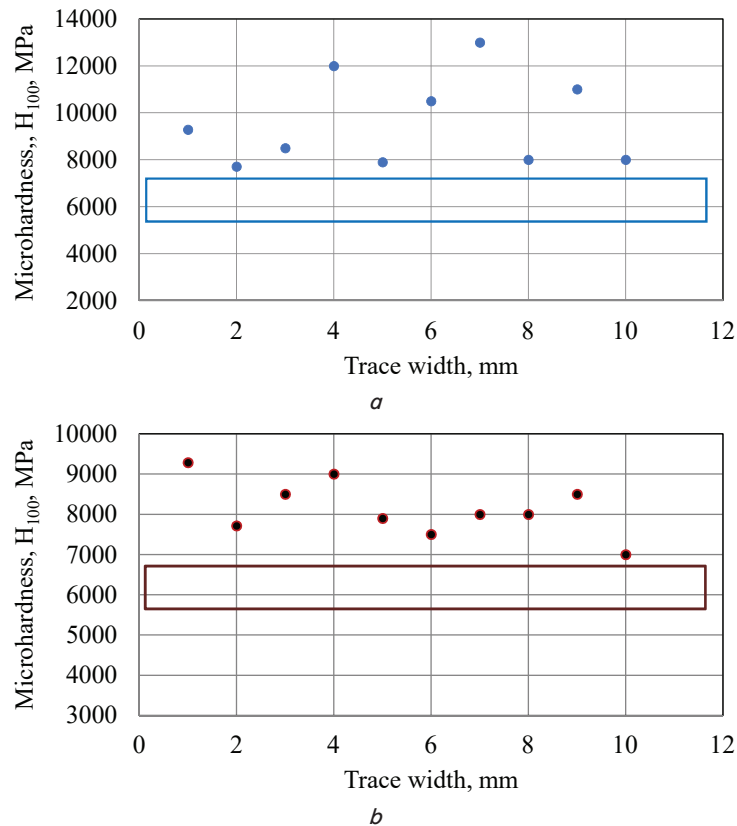 14000
12000
10000
8000
6000
4000
2000
Microhardness,, H₁₀₀, MPa
0 2 4 6 8 10 12
Trace width, mm
a
10000
9000
8000
7000
6000
5000
4000
3000
Microhardness, H₁₀₀, MPa
0 2 4 6 8 10 12
Trace width, mm
b